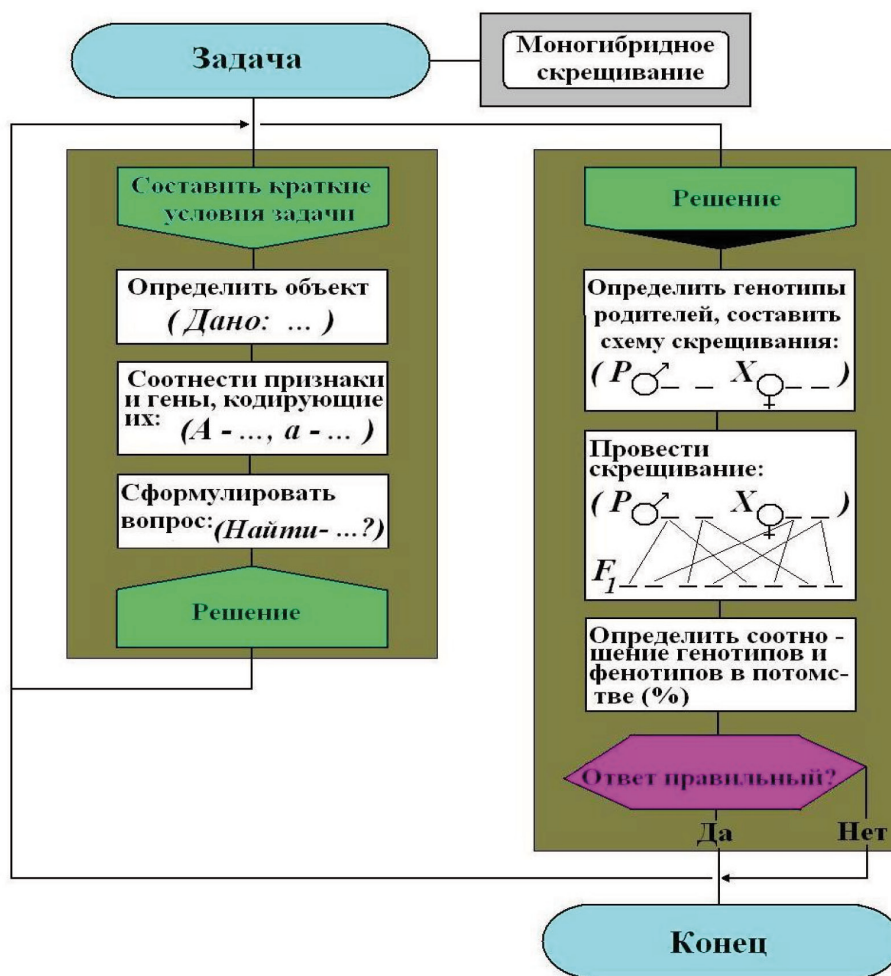 Задача
Моногибридное
скрещивание
Составить краткие
условия задачи
Определить объект
( Дано: ... )
Соотнести признаки
и гены, кодирующие
их: (А - ..., а - ... )
Сформулировать
вопрос: (Найти- ...?)
Решение
Решение
Определить генотипы
родителей, составить
схему скрещивания:
( Р ♂ _ _ Х ♀ _ _ )
Провести
скрещивание:
( Р ♂ _ _ Х ♀ _ _ )
F1 _ _ _ _ _ _ _ _
Определить соотно -
шение генотипов и
фенотипов в потомс-
тве (%)
Ответ правильный?
Да Нет
Конец